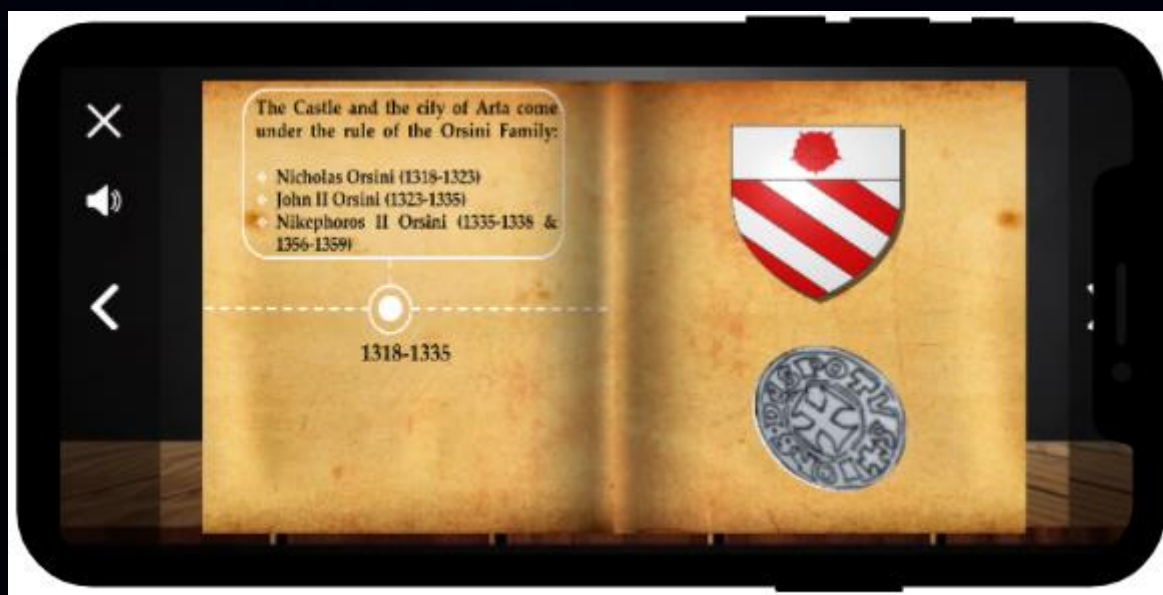 The Castle and the city of Arta come
under the rule of the Orsini Family:
Nicholas Orsini (1318-1323)
John II Orsini (1323-1335)
Nikephoros II Orsini (1335-1338 &
1356-1359)
1318-1335
DESPOTVS